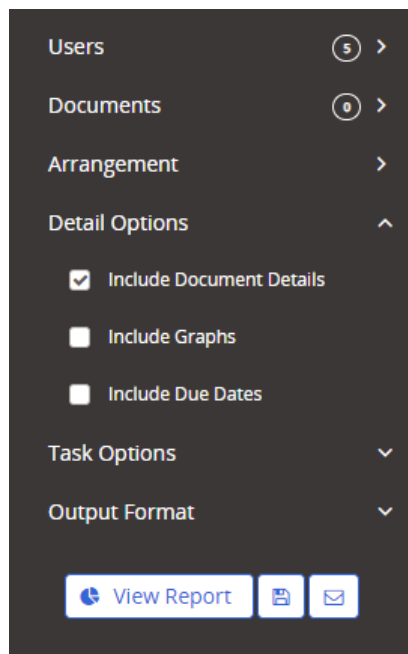 Users 5
Documents 0
Arrangement
Detail Options
Include Document Details
Include Graphs
Include Due Dates
Task Options
Output Format
View Report